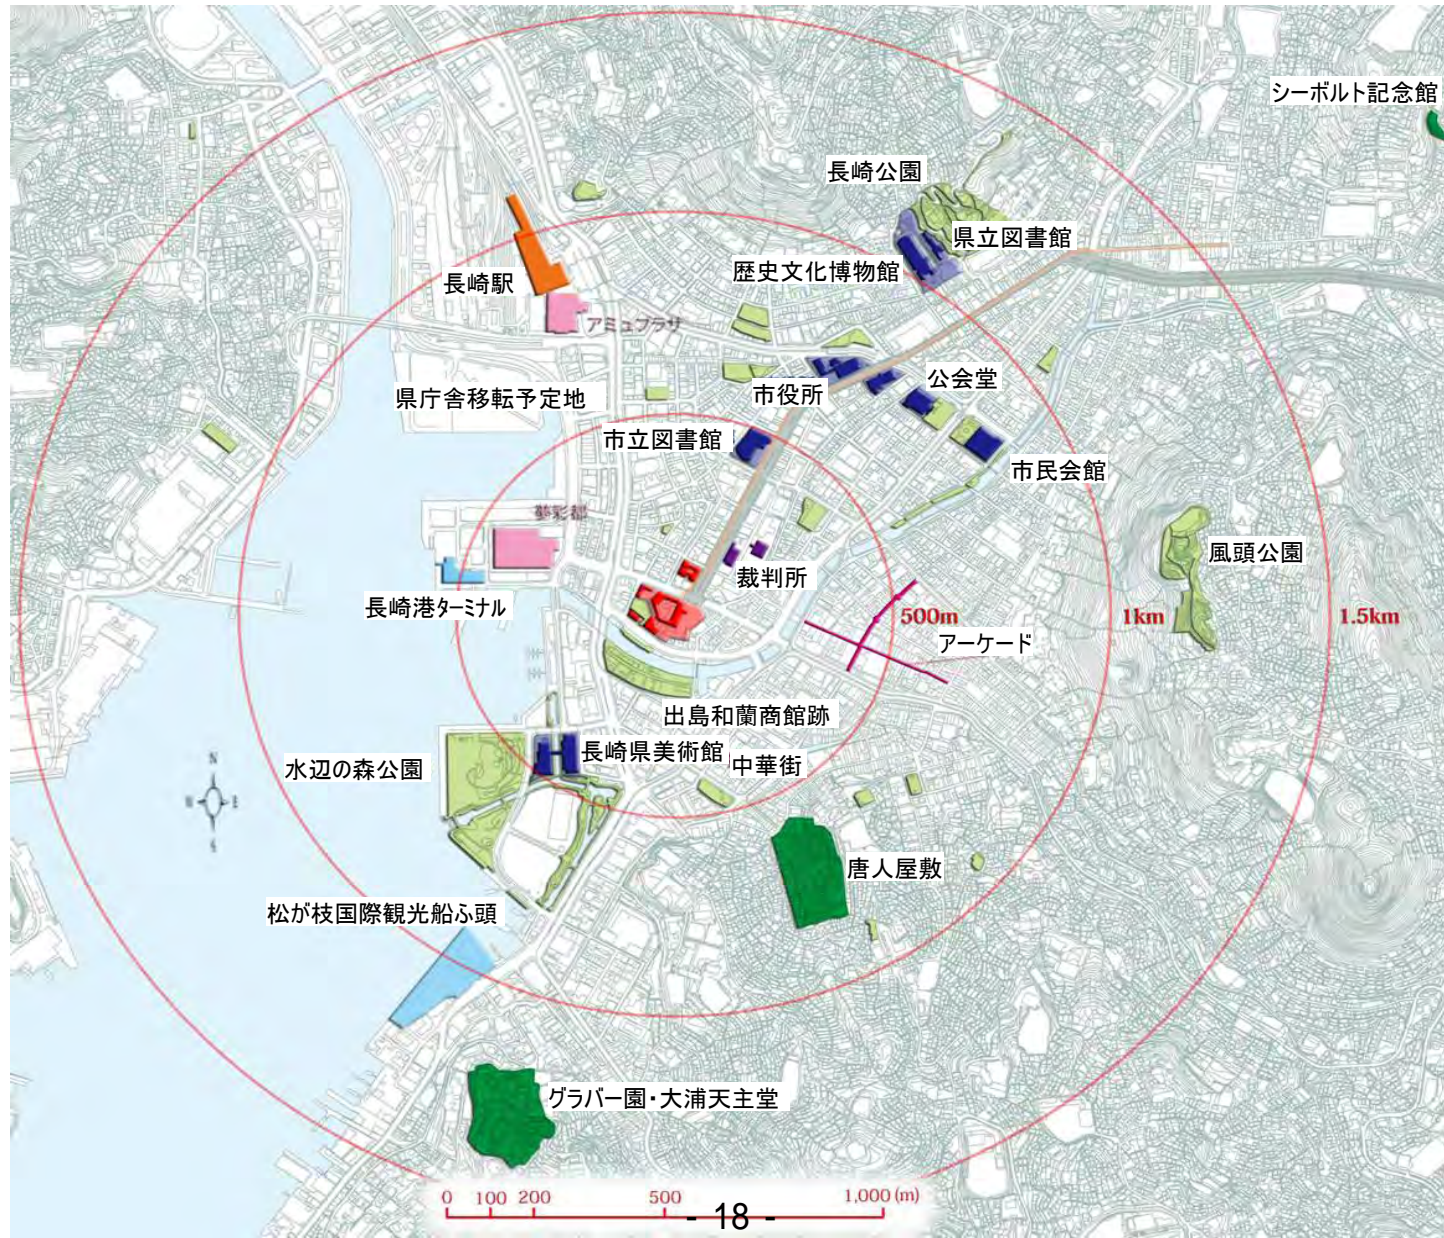 シーボルト記念館
長崎公園
県立図書館
歴史文化博物館
長崎駅
アミュプラザ
公会堂
市役所
県庁舎移転予定地
市立図書館
市民会館
夢彩都
風頭公園
裁判所
長崎港ターミナル
500m
1km
1.5km
アーケード
出島和蘭商館跡
長崎県美術館
中華街
水辺の森公園
N
W
E
S
唐人屋敷
松が枝国際観光船ふ頭
グラバー園・大浦天主堂
0 100 200 500 1,000 (m)
- 18 -